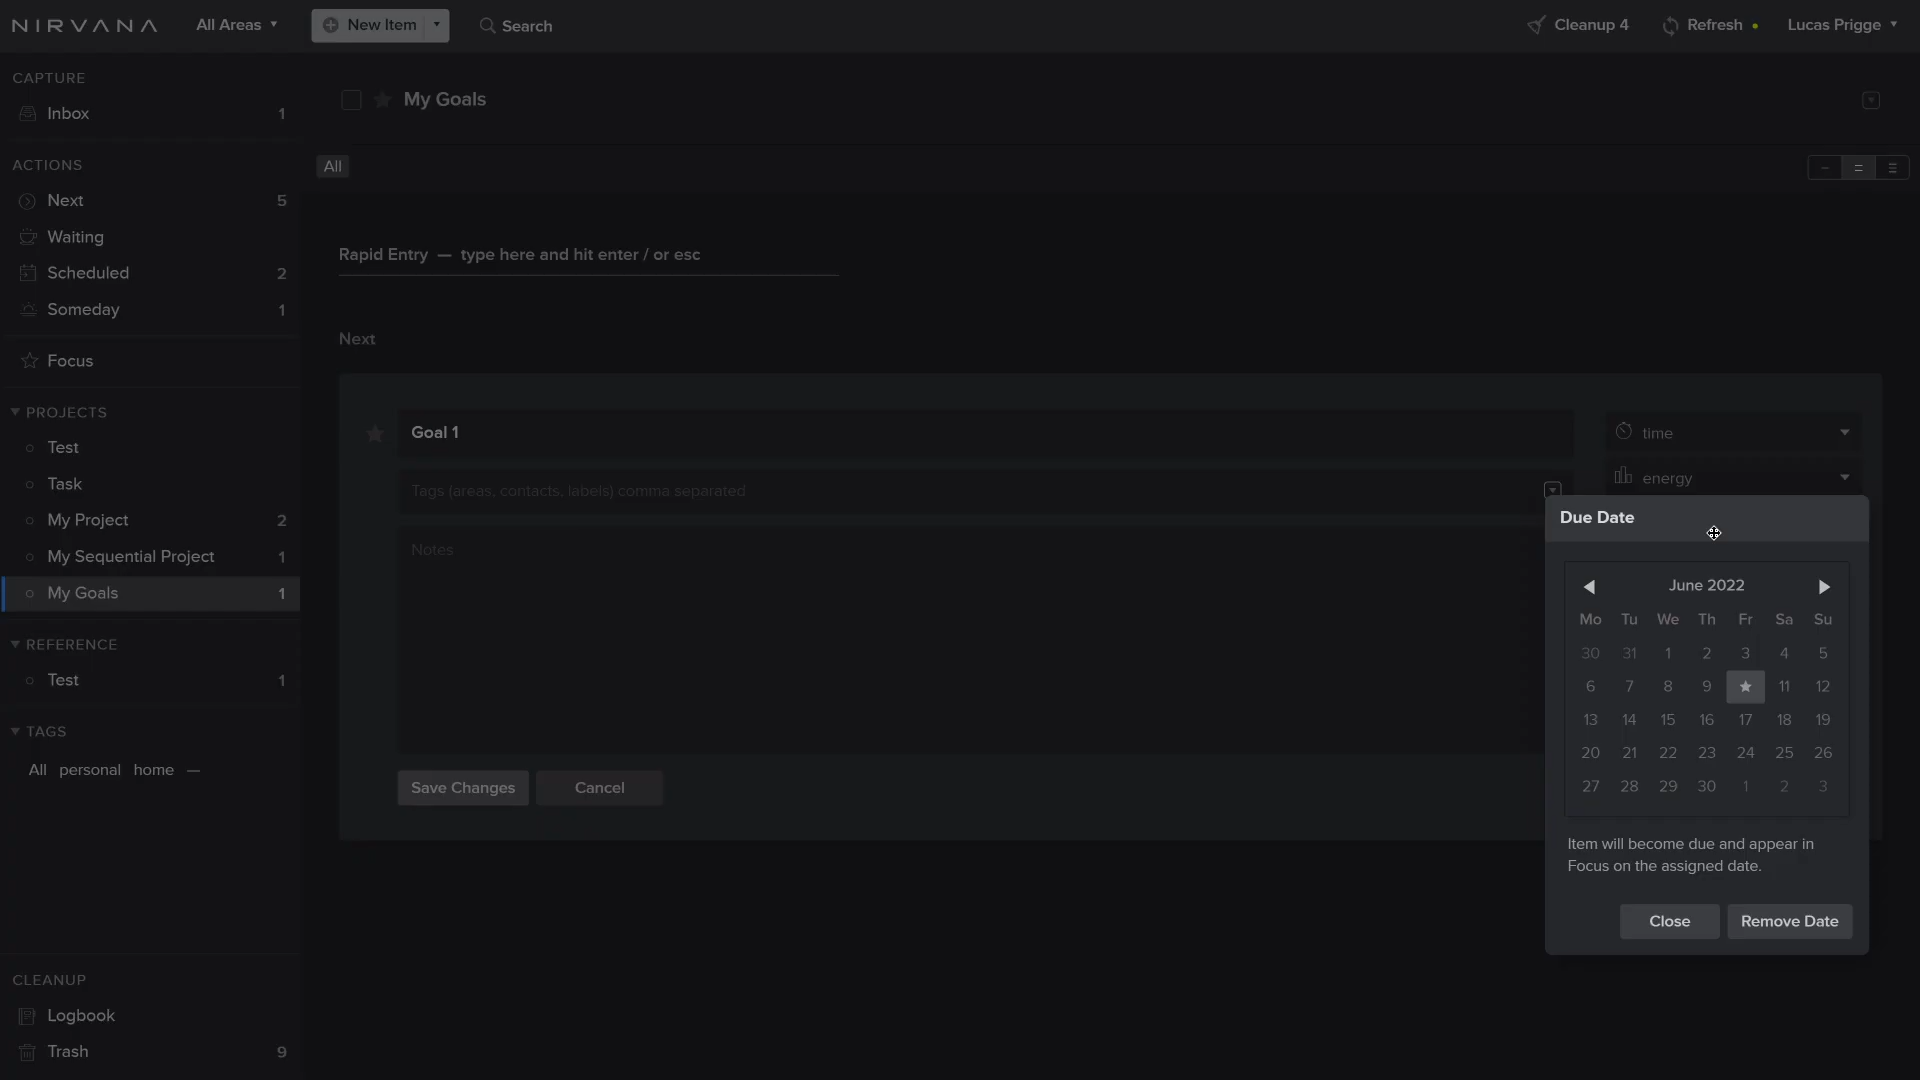 NIRVANA
All Areas
New Item
Search
Cleanup 4
Refresh
Lucas Prigge
CAPTURE
Inbox 1
ACTIONS
Next 5
Waiting
Scheduled 2
Someday 1
Focus
PROJECTS
Test
Task
My Project 2
My Sequential Project 1
My Goals 1
REFERENCE
Test 1
TAGS
All personal home —
CLEANUP
Logbook
Trash 9
My Goals
All
Rapid Entry — type here and hit enter / or esc
Next
Goal 1
Tags (areas, contacts, labels) comma separated
Notes
Save Changes
Cancel
time
energy
Due Date
June 2022
Mo Tu We Th Fr Sa Su
30 31 1 2 3 4 5
6 7 8 9 11 12
13 14 15 16 17 18 19
20 21 22 23 24 25 26
27 28 29 30 1 2 3
Item will become due and appear in
Focus on the assigned date.
Close
Remove Date